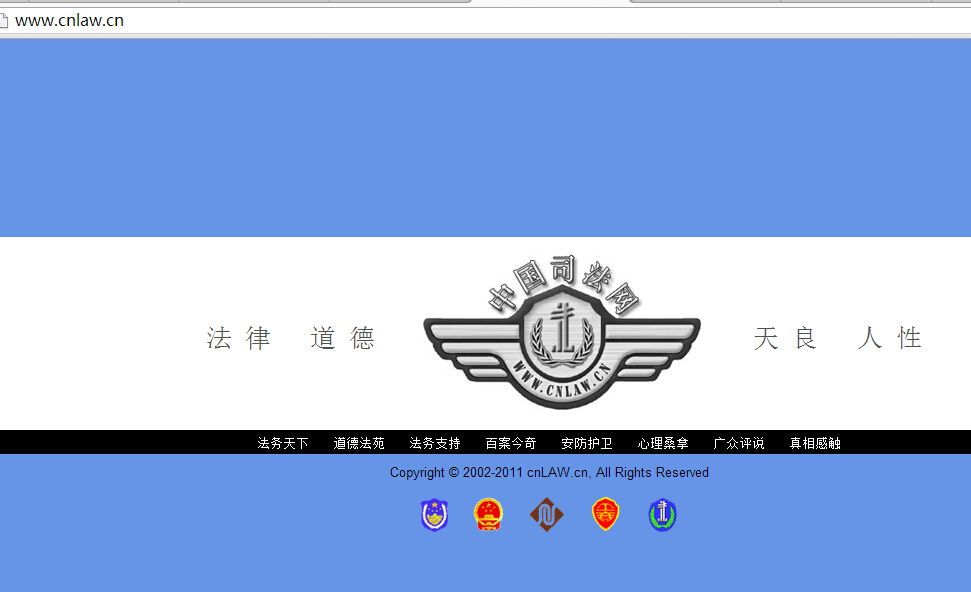 www.cnlaw.cn
中国司法网
法律 道德
WWW.CNLAW.CN
天良 人性
法务天下 道德法苑 法务支持 百案今奇 安防护卫 心理桑拿 广众评说 真相感触
Copyright © 2002-2011 cnLAW.cn, All Rights Reserved